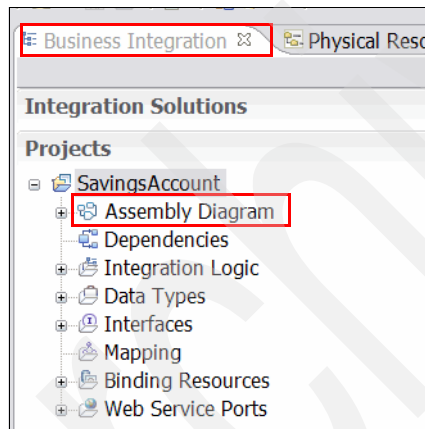 Business Integration Physical Reso
Integration Solutions
Projects
SavingsAccount
Assembly Diagram
Dependencies
Integration Logic
Data Types
Interfaces
Mapping
Binding Resources
Web Service Ports